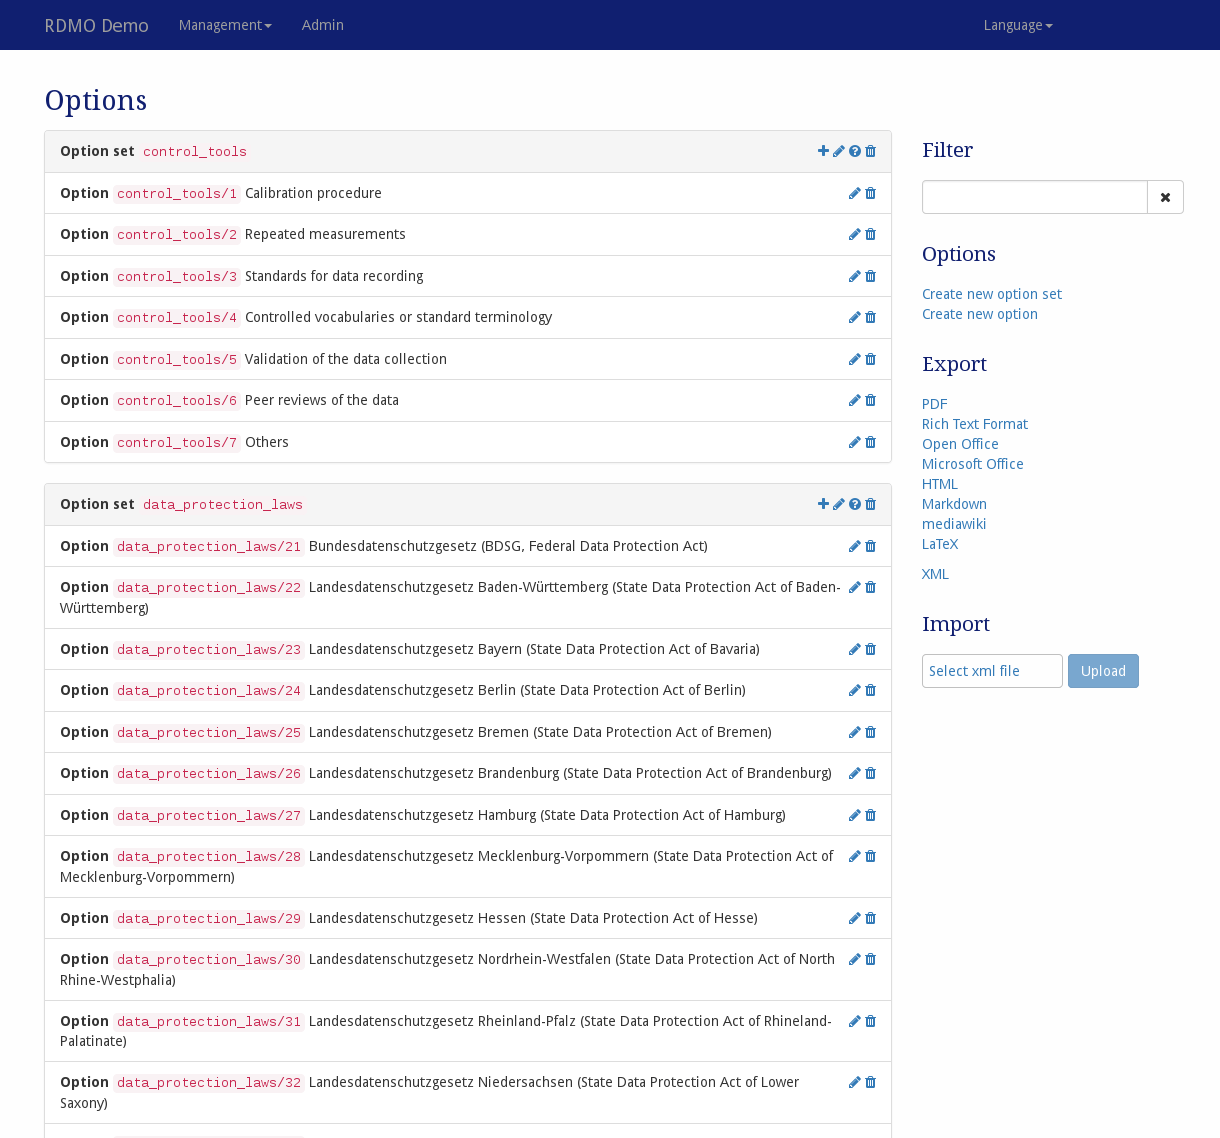 RDMO Demo Management Admin Language
Options
Option set control_tools
Option control_tools/1 Calibration procedure
Option control_tools/2 Repeated measurements
Option control_tools/3 Standards for data recording
Option control_tools/4 Controlled vocabularies or standard terminology
Option control_tools/5 Validation of the data collection
Option control_tools/6 Peer reviews of the data
Option control_tools/7 Others
Option set data_protection_laws
Option data_protection_laws/21 Bundesdatenschutzgesetz (BDSG, Federal Data Protection Act)
Option data_protection_laws/22 Landesdatenschutzgesetz Baden-Württemberg (State Data Protection Act of Baden-
Württemberg)
Option data_protection_laws/23 Landesdatenschutzgesetz Bayern (State Data Protection Act of Bavaria)
Option data_protection_laws/24 Landesdatenschutzgesetz Berlin (State Data Protection Act of Berlin)
Option data_protection_laws/25 Landesdatenschutzgesetz Bremen (State Data Protection Act of Bremen)
Option data_protection_laws/26 Landesdatenschutzgesetz Brandenburg (State Data Protection Act of Brandenburg)
Option data_protection_laws/27 Landesdatenschutzgesetz Hamburg (State Data Protection Act of Hamburg)
Option data_protection_laws/28 Landesdatenschutzgesetz Mecklenburg-Vorpommern (State Data Protection Act of
Mecklenburg-Vorpommern)
Option data_protection_laws/29 Landesdatenschutzgesetz Hessen (State Data Protection Act of Hesse)
Option data_protection_laws/30 Landesdatenschutzgesetz Nordrhein-Westfalen (State Data Protection Act of North
Rhine-Westphalia)
Option data_protection_laws/31 Landesdatenschutzgesetz Rheinland-Pfalz (State Data Protection Act of Rhineland-
Palatinate)
Option data_protection_laws/32 Landesdatenschutzgesetz Niedersachsen (State Data Protection Act of Lower
Saxony)
Filter
Options
Create new option set
Create new option
Export
PDF
Rich Text Format
Open Office
Microsoft Office
HTML
Markdown
mediawiki
LaTeX
XML
Import
Select xml file Upload